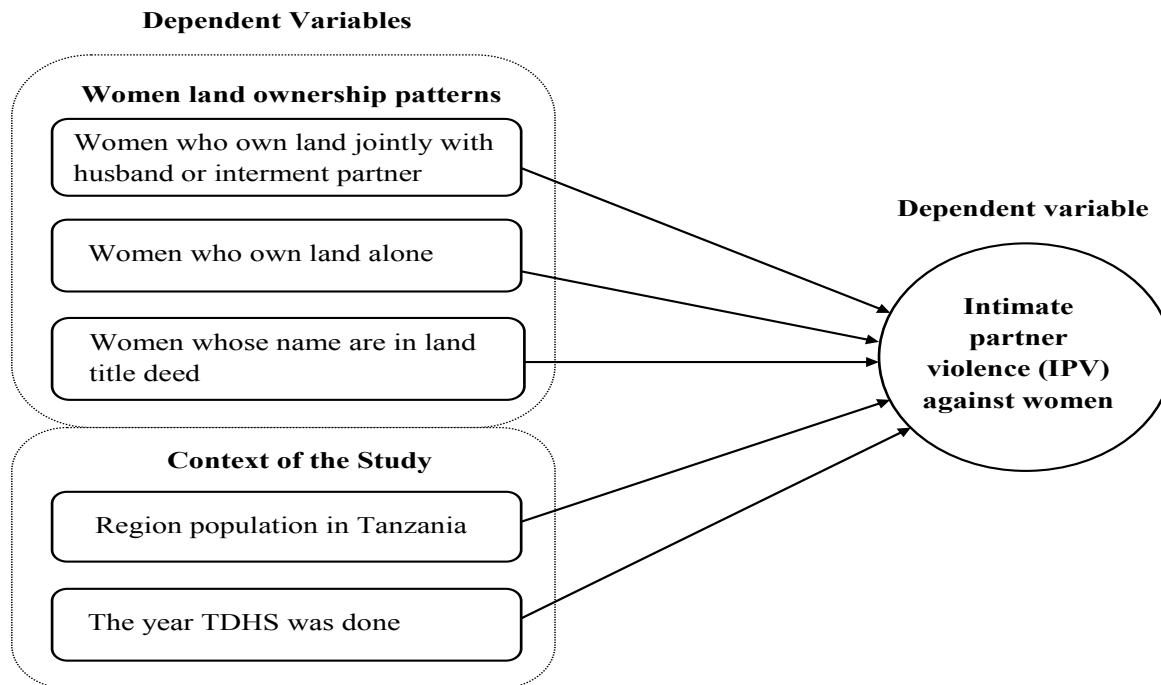 Dependent Variables
Women land ownership patterns
Women who own land jointly with
husband or interment partner
Women who own land alone
Women whose name are in land
title deed
Context of the Study
Region population in Tanzania
The year TDHS was done
Dependent variable
Intimate
partner
violence (IPV)
against women